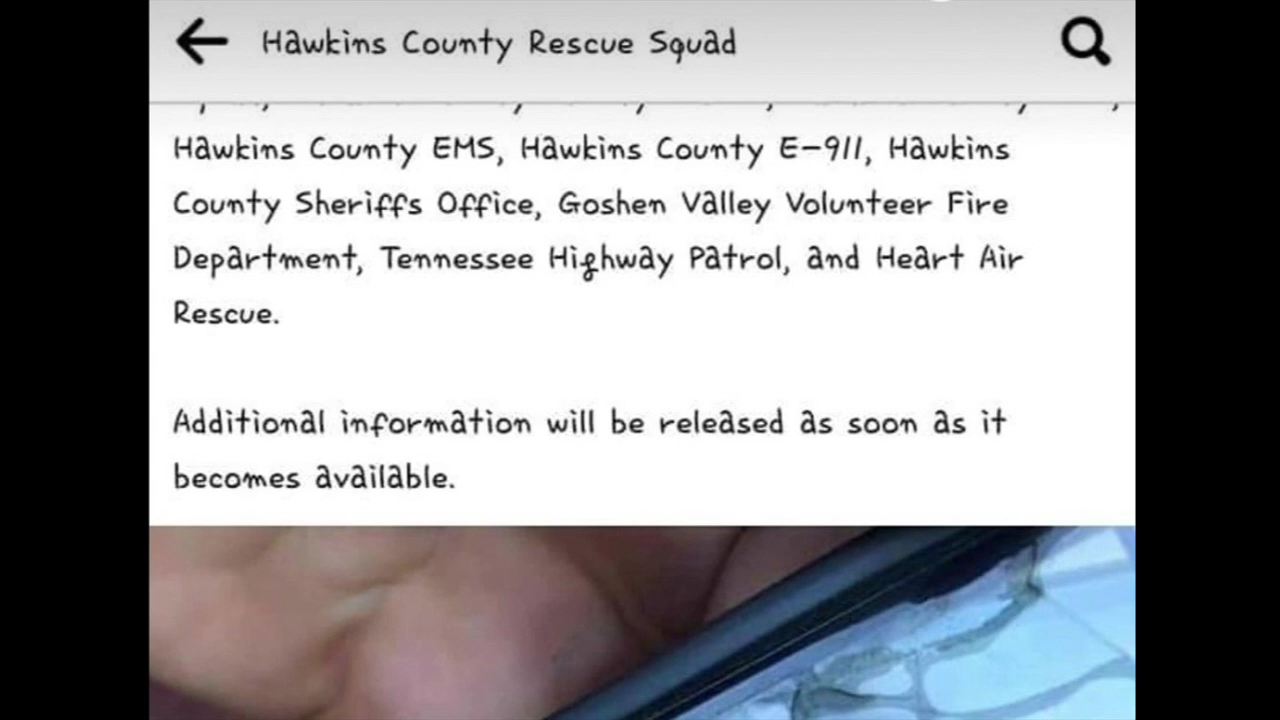 Hawkins County Rescue Squad
Hawkins County EMS, Hawkins County E-911, Hawkins
County Sheriffs Office, Goshen Valley Volunteer Fire
Department, Tennessee Highway Patrol, and Heart Air
Rescue.
Additional information will be released as soon as it
becomes available.